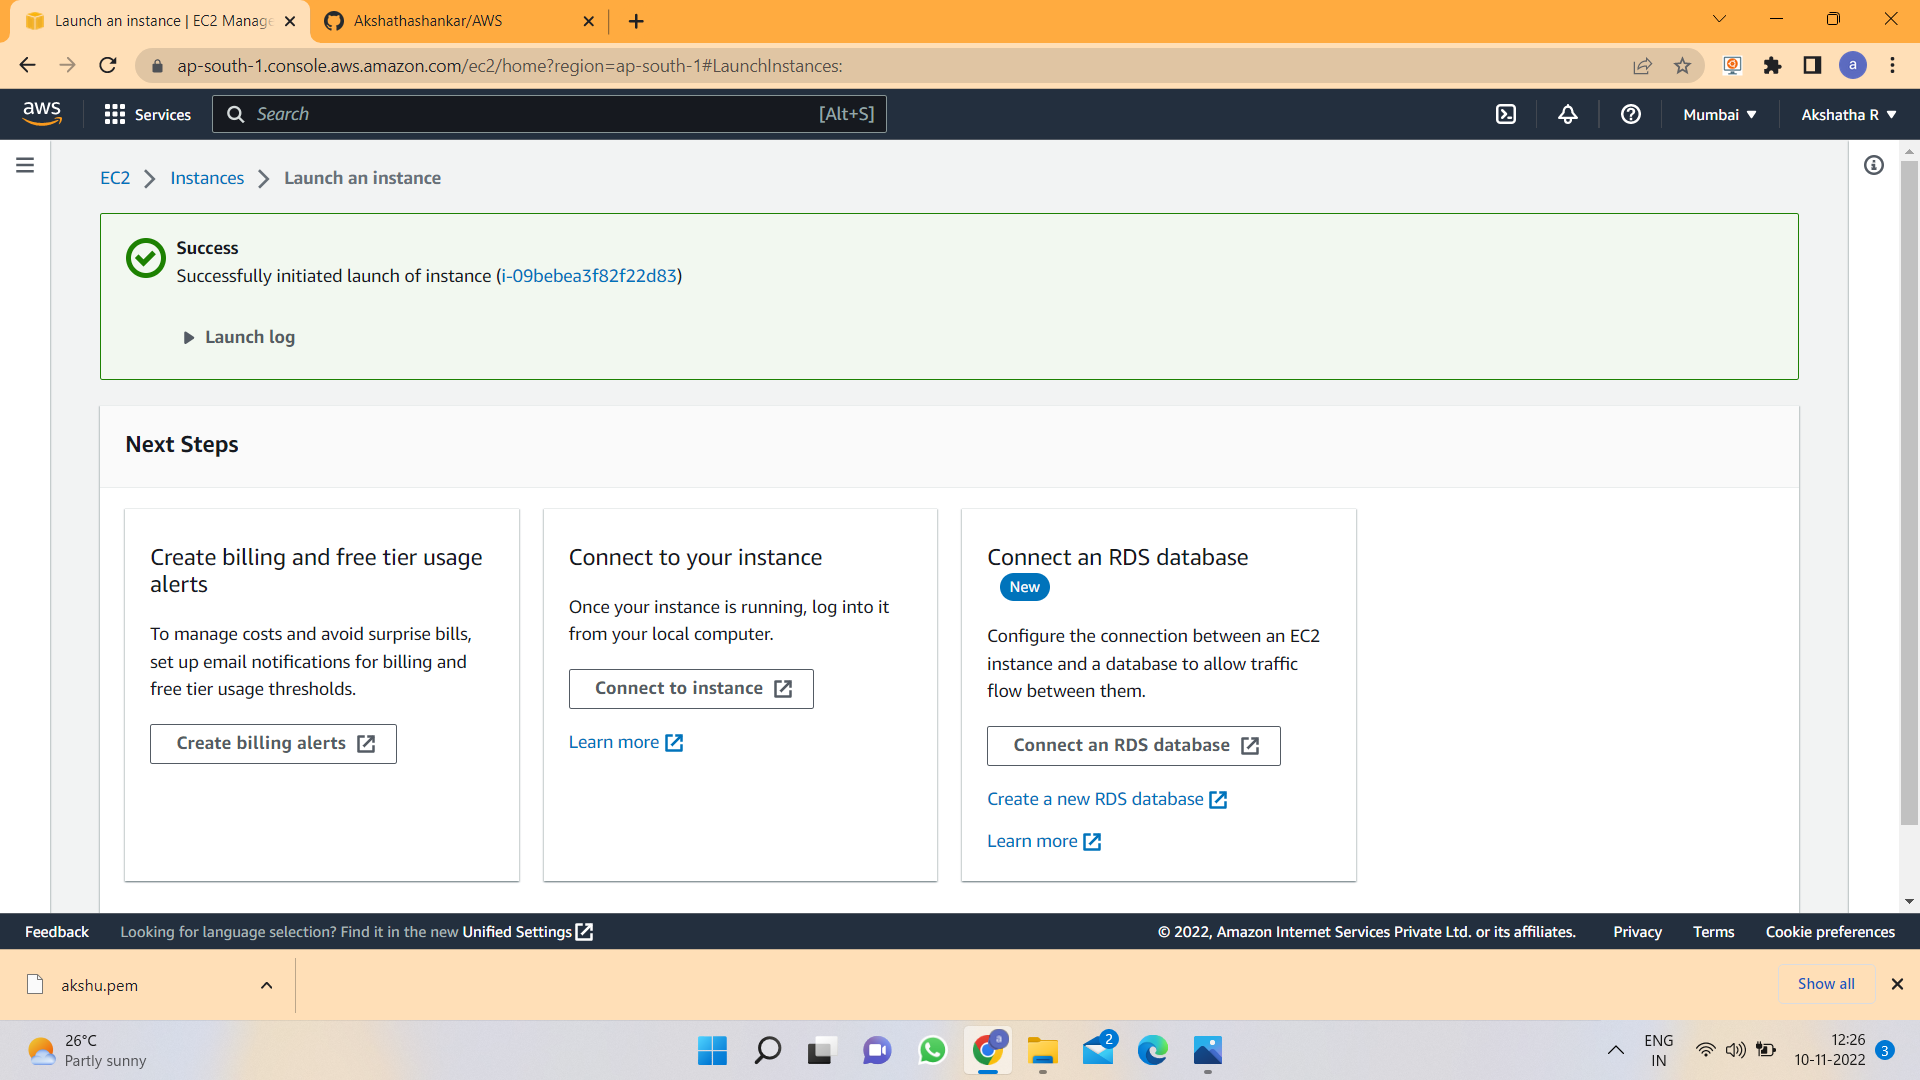 Launch an instance | EC2 Manage
Akshathashankar/AWS
ap-south-1.console.aws.amazon.com/ec2/home?region=ap-south-1#LaunchInstances:
a
aws
Services
Search
[Alt+S]
Mumbai
Akshatha R
EC2
Instances
Launch an instance
Success
Successfully initiated launch of instance (i-09bebea3f82f22d83)
Launch log
Next Steps
Create billing and free tier usage
alerts
To manage costs and avoid surprise bills,
set up email notifications for billing and
free tier usage thresholds.
Create billing alerts
Connect to your instance
Once your instance is running, log into it
from your local computer.
Connect to instance
Learn more
Connect an RDS database
New
Configure the connection between an EC2
instance and a database to allow traffic
flow between them.
Connect an RDS database
Create a new RDS database
Learn more
Feedback
Looking for language selection? Find it in the new Unified Settings
© 2022, Amazon Internet Services Private Ltd. or its affiliates.
Privacy
Terms
Cookie preferences
akshu.pem
Show all
26°C
Partly sunny
a
2
ENG
IN
12:26
10-11-2022
3